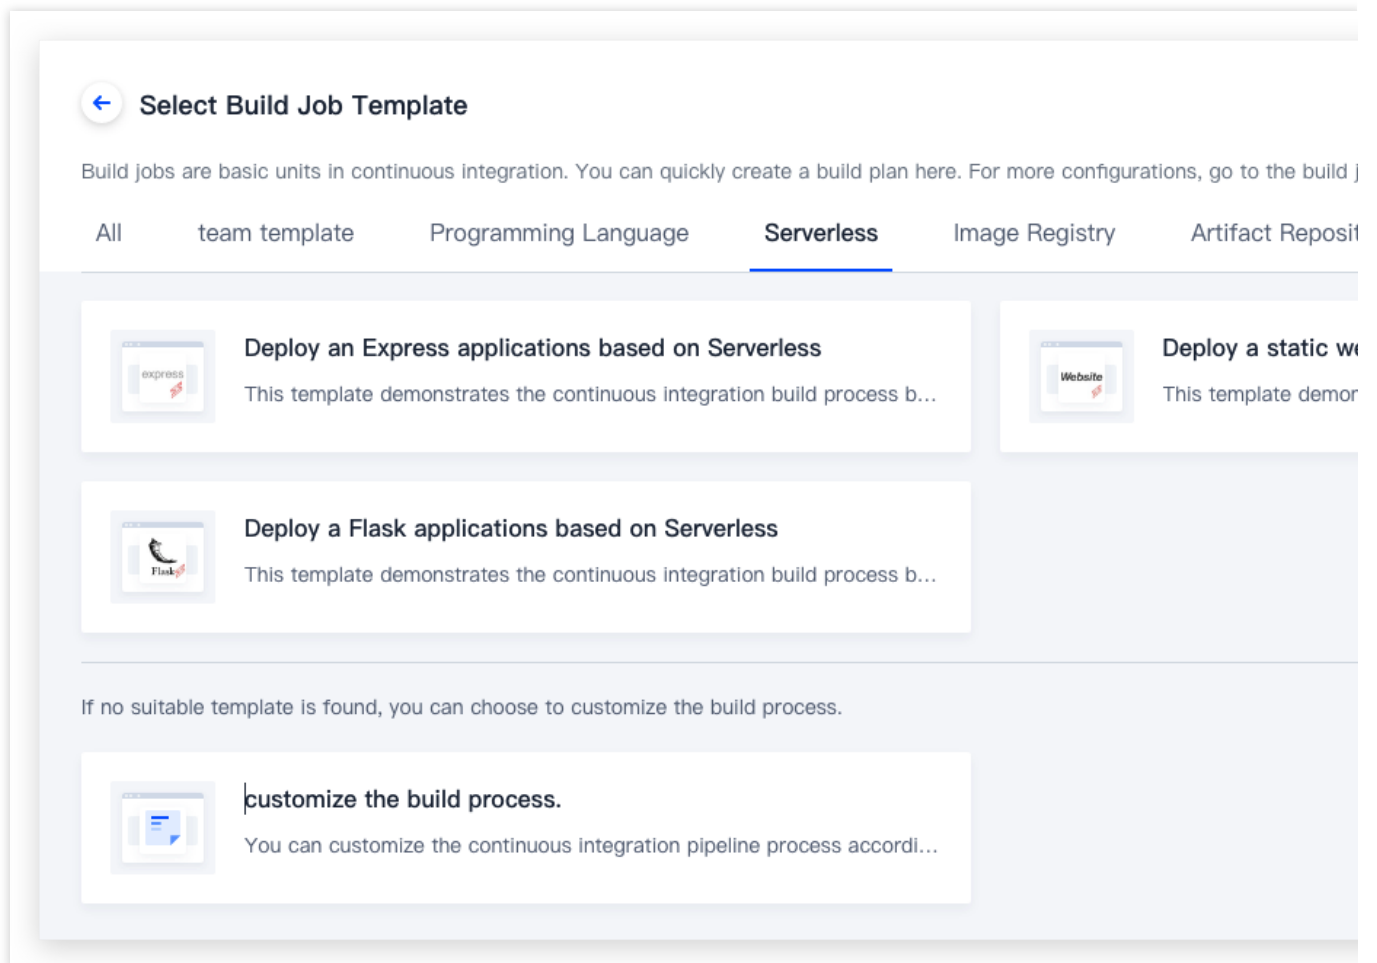 Select Build Job Template
Build jobs are basic units in continuous integration. You can quickly create a build plan here. For more configurations, go to the build j
All team template Programming Language Serverless Image Registry Artifact Reposit
express
Deploy an Express applications based on Serverless
This template demonstrates the continuous integration build process b...
Website
Deploy a static we
This template demor
Flask
Deploy a Flask applications based on Serverless
This template demonstrates the continuous integration build process b...
If no suitable template is found, you can choose to customize the build process.
customize the build process.
You can customize the continuous integration pipeline process accordi...